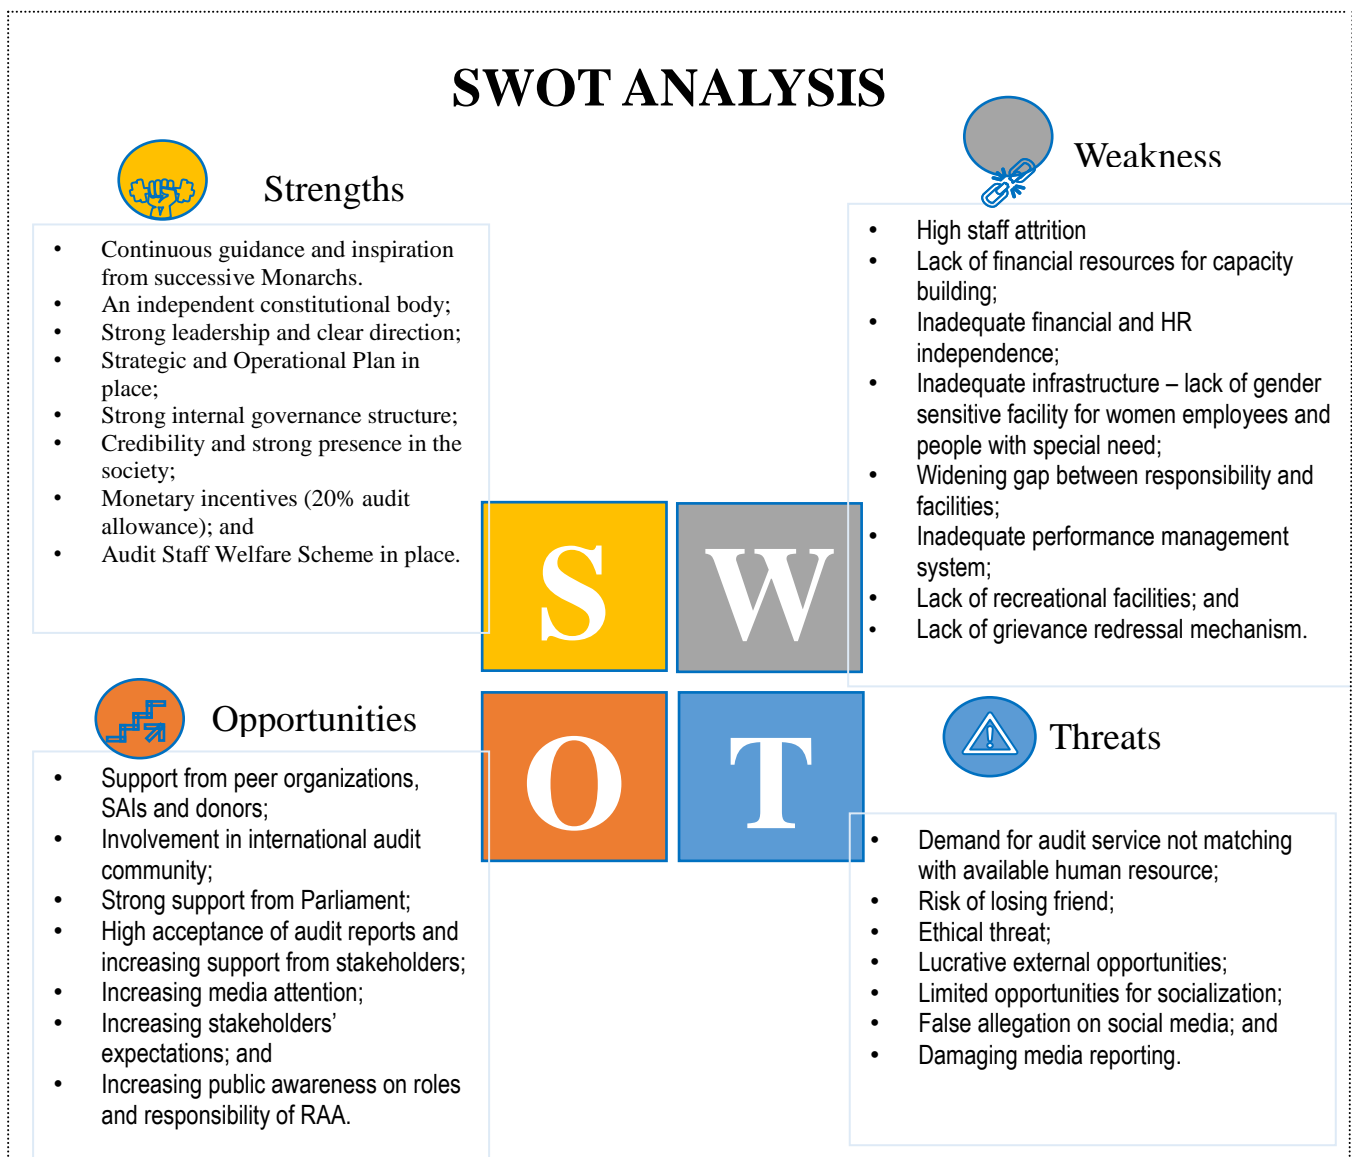 SWOT ANALYSIS
Strengths
• Continuous guidance and inspiration
from successive Monarchs.
• An independent constitutional body;
• Strong leadership and clear direction;
• Strategic and Operational Plan in
place;
• Strong internal governance structure;
• Credibility and strong presence in the
society;
• Monetary incentives (20% audit
allowance); and
• Audit Staff Welfare Scheme in place.
Weakness
• High staff attrition
• Lack of financial resources for capacity
building;
• Inadequate financial and HR
independence;
• Inadequate infrastructure – lack of gender
sensitive facility for women employees and
people with special need;
• Widening gap between responsibility and
facilities;
• Inadequate performance management
system;
• Lack of recreational facilities; and
• Lack of grievance redressal mechanism.
S
W
O
T
Opportunities
• Support from peer organizations,
SAIs and donors;
• Involvement in international audit
community;
• Strong support from Parliament;
• High acceptance of audit reports and
increasing support from stakeholders;
• Increasing media attention;
• Increasing stakeholders’
expectations; and
• Increasing public awareness on roles
and responsibility of RAA.
Threats
• Demand for audit service not matching
with available human resource;
• Risk of losing friend;
• Ethical threat;
• Lucrative external opportunities;
• Limited opportunities for socialization;
• False allegation on social media; and
• Damaging media reporting.